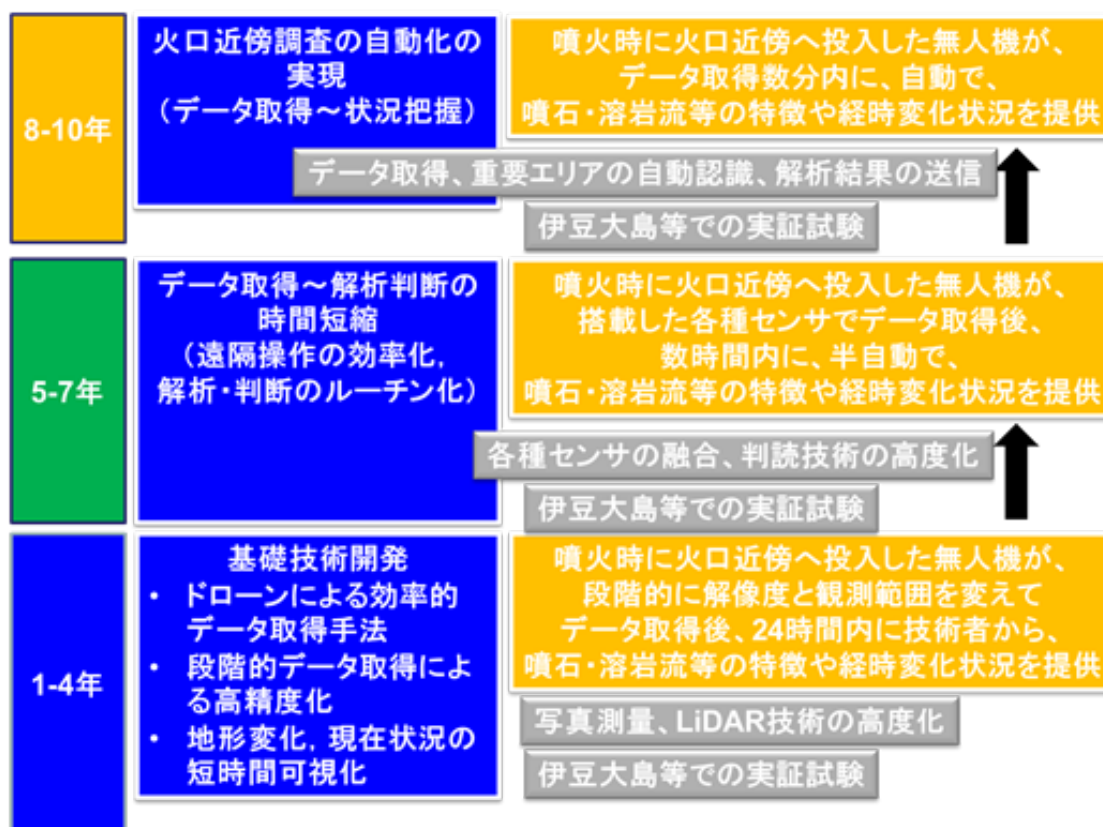 8-10年
火口近傍調査の自動化の
実現
（データ取得～状況把握）
噴火時に火口近傍へ投入した無人機が、
データ取得数分内に、自動で、
噴石・溶岩流等の特徴や経時変化状況を提供
データ取得、重要エリアの自動認識、解析結果の送信
伊豆大島等での実証試験
5-7年
データ取得～解析判断の
時間短縮
（遠隔操作の効率化,
解析・判断のルーチン化）
噴火時に火口近傍へ投入した無人機が、
搭載した各種センサでデータ取得後、
数時間内に、半自動で、
噴石・溶岩流等の特徴や経時変化状況を提供
各種センサの融合、判読技術の高度化
伊豆大島等での実証試験
1-4年
基礎技術開発
• ドローンによる効率的
データ取得手法
• 段階的データ取得によ
る高精度化
• 地形変化, 現在状況の
短時間可視化
噴火時に火口近傍へ投入した無人機が、
段階的に解像度と観測範囲を変えて
データ取得後、24時間内に技術者から、
噴石・溶岩流等の特徴や経時変化状況を提供
写真測量、LiDAR技術の高度化
伊豆大島等での実証試験